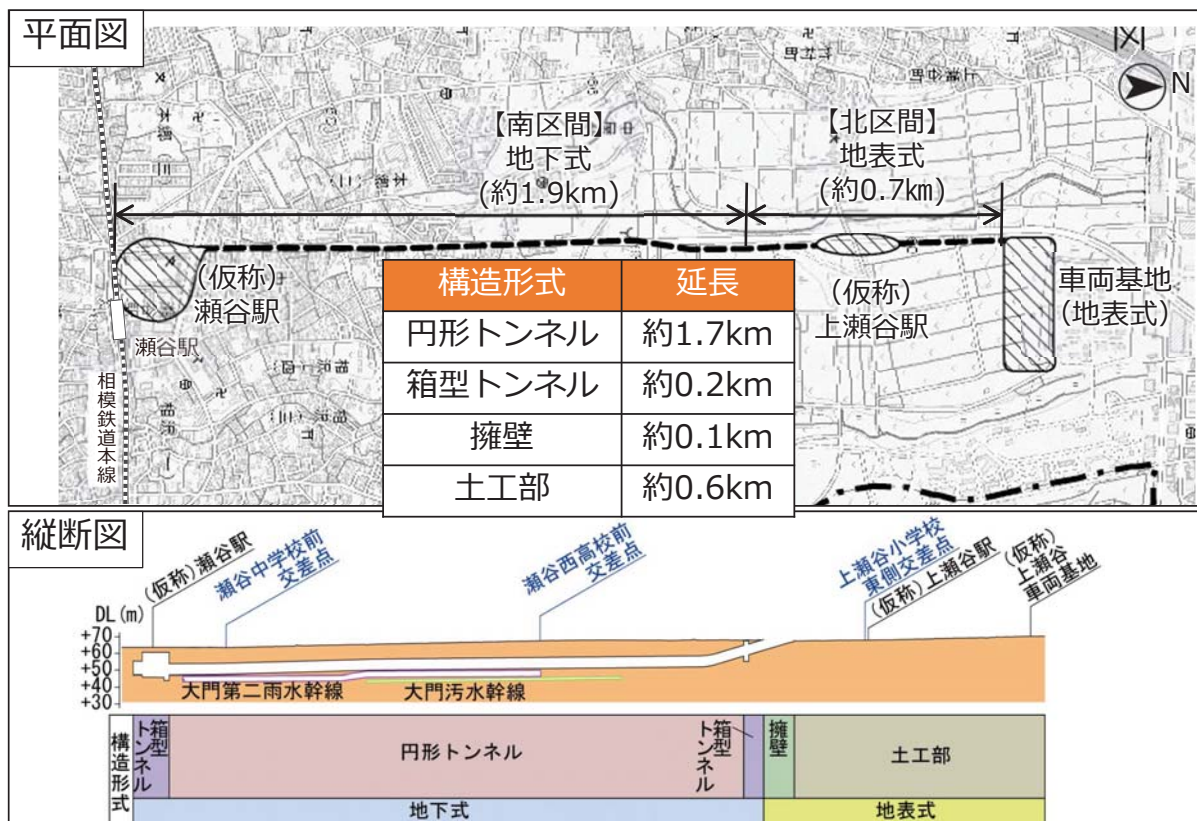 平面図
N
【南区間】
地下式
(約1.9km)
【北区間】
地表式
(約0.7㎞)
(仮称)
瀬谷駅
瀬谷駅
相模鉄道本線
(仮称)
上瀬谷駅
車両基地
(地表式)
構造形式 延長
円形トンネル 約1.7km
箱型トンネル 約0.2km
擁壁 約0.1km
土工部 約0.6km
縦断図
(仮称)瀬谷駅
瀬谷中学校前
交差点
瀬谷西高校前
交差点
上瀬谷小学校
東側交差点
(仮称)上瀬谷駅
(仮称)
上瀬谷
車両基地
DL(m)
+70
+60
+50
+40
+30
大門第二雨水幹線
大門汚水幹線
構造形式
箱型
トンネル
円形トンネル
箱型
トンネル
擁壁
土工部
地下式
地表式